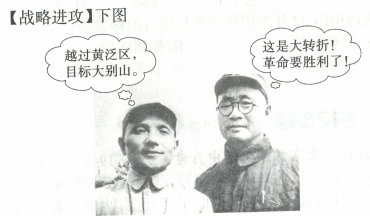 【战略进攻】下图
越过黄泛区，
目标大别山。
这是大转折！
革命要胜利了！